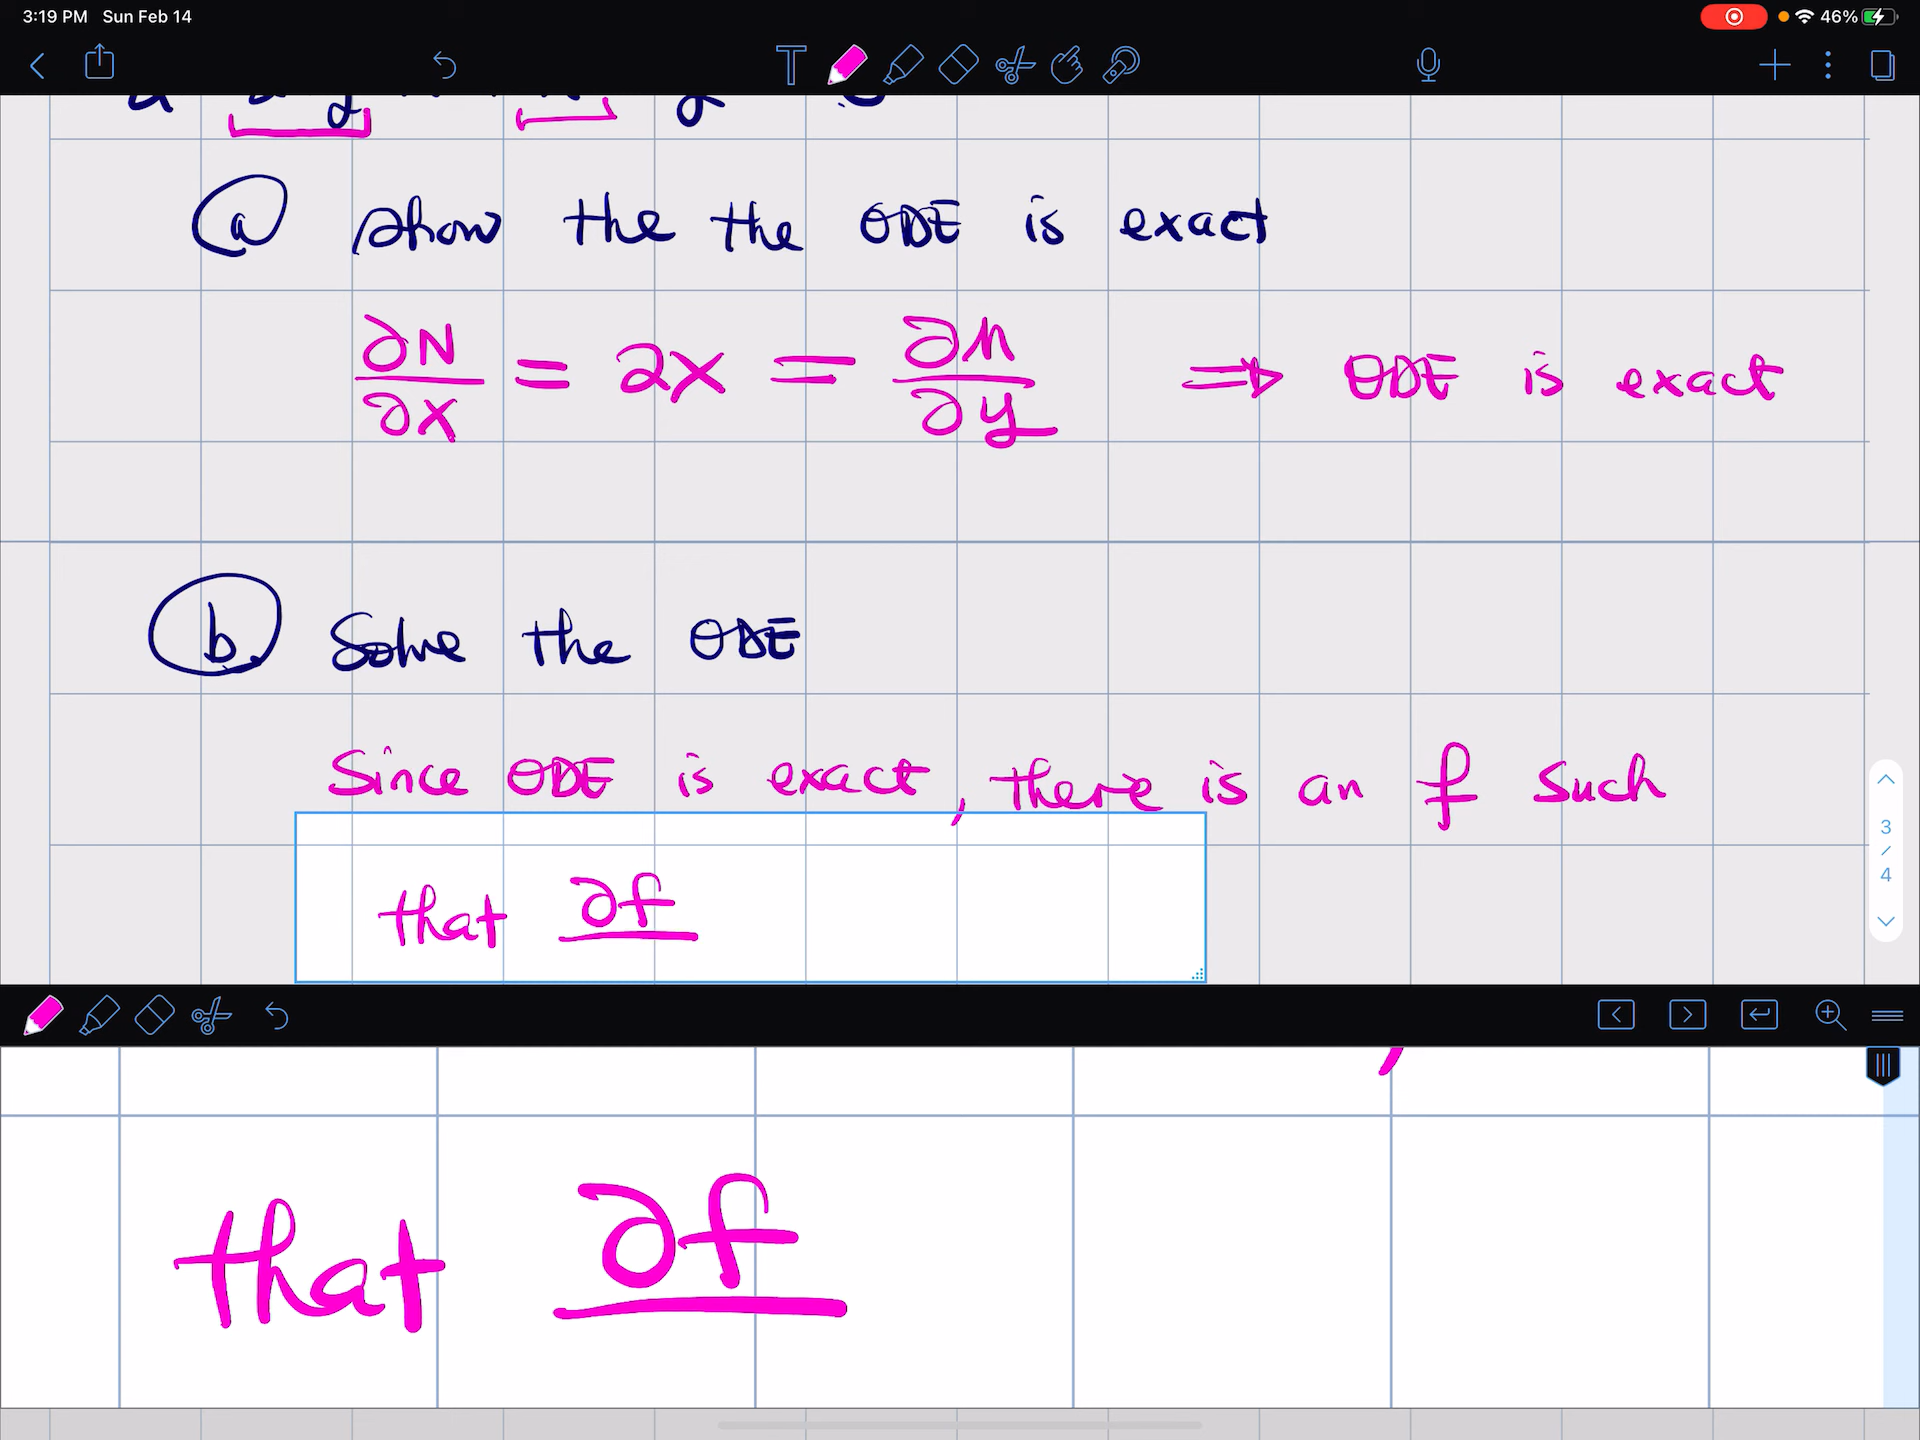 3:19 PM Sun Feb 14
46%
T
a show the the ODE is exact
∂N/∂x = 2x = ∂M/∂y ⇒ ODE is exact
b. Solve the ODE
Since ODE is exact, there is an f such
that ∂f
3
/
4
that ∂f